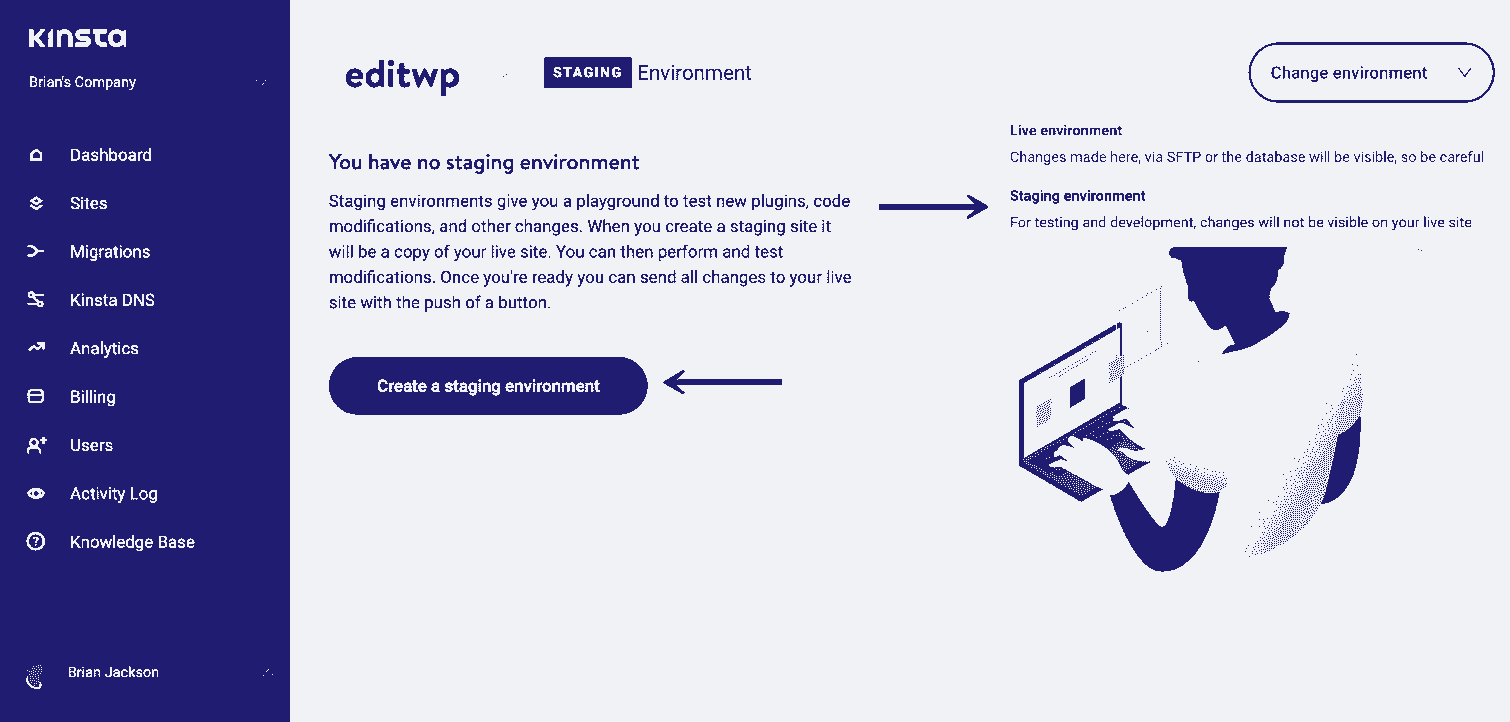 KINSTA
Brian's Company
Dashboard
Sites
Migrations
Kinsta DNS
Analytics
Billing
Users
Activity Log
Knowledge Base
Brian Jackson
editwp
STAGING Environment
Change environment
Live environment
Changes made here, via SFTP or the database will be visible, so be careful
Staging environment
For testing and development, changes will not be visible on your live site
You have no staging environment
Staging environments give you a playground to test new plugins, code
modifications, and other changes. When you create a staging site it
will be a copy of your live site. You can then perform and test
modifications. Once you're ready you can send all changes to your live
site with the push of a button.
Create a staging environment